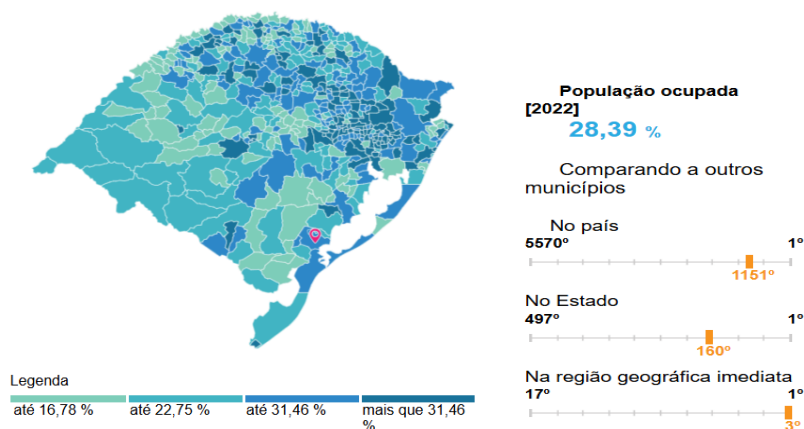 População ocupada
[2022]
28,39 %
Comparando a outros
municípios
No país
5570º 1º
1151º
No Estado
497º 1º
160º
Na região geográfica imediata
17º 1º
3º
Legenda
até 16,78 % até 22,75 % até 31,46 % mais que 31,46
%